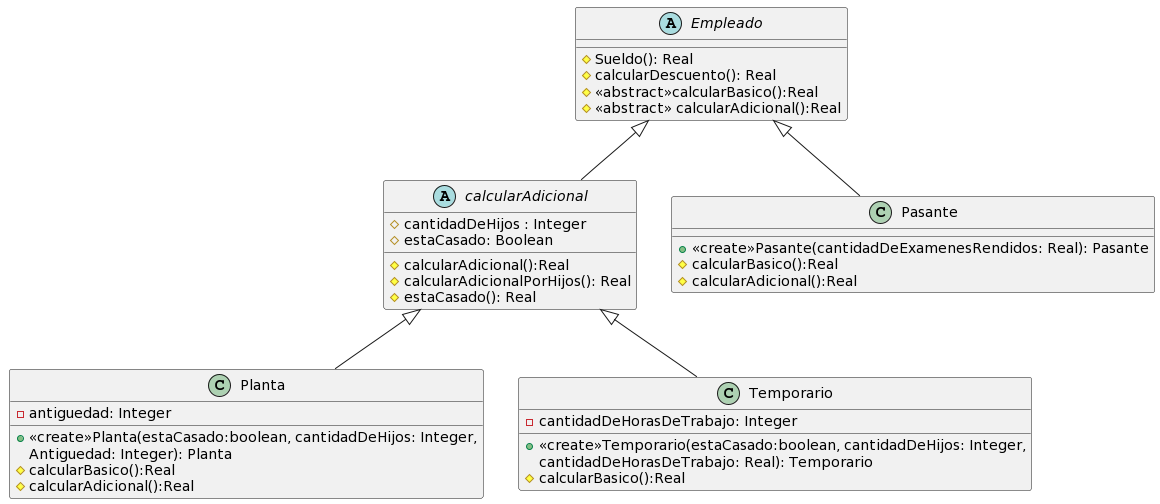 A Empleado
Sueldo(): Real
calcularDescuento(): Real
«abstract»calcularBasico():Real
«abstract» calcularAdicional():Real
A calcularAdicional
cantidadDeHijos : Integer
estaCasado: Boolean
calcularAdicional():Real
calcularAdicionalPorHijos(): Real
estaCasado(): Real
C Pasante
«create»Pasante(cantidadDeExamenesRendidos: Real): Pasante
calcularBasico():Real
calcularAdicional():Real
C Planta
antiguedad: Integer
«create»Planta(estaCasado:boolean, cantidadDeHijos: Integer,
Antiguedad: Integer): Planta
calcularBasico():Real
calcularAdicional():Real
C Temporario
cantidadDeHorasDeTrabajo: Integer
«create»Temporario(estaCasado:boolean, cantidadDeHijos: Integer,
cantidadDeHorasDeTrabajo: Real): Temporario
calcularBasico():Real